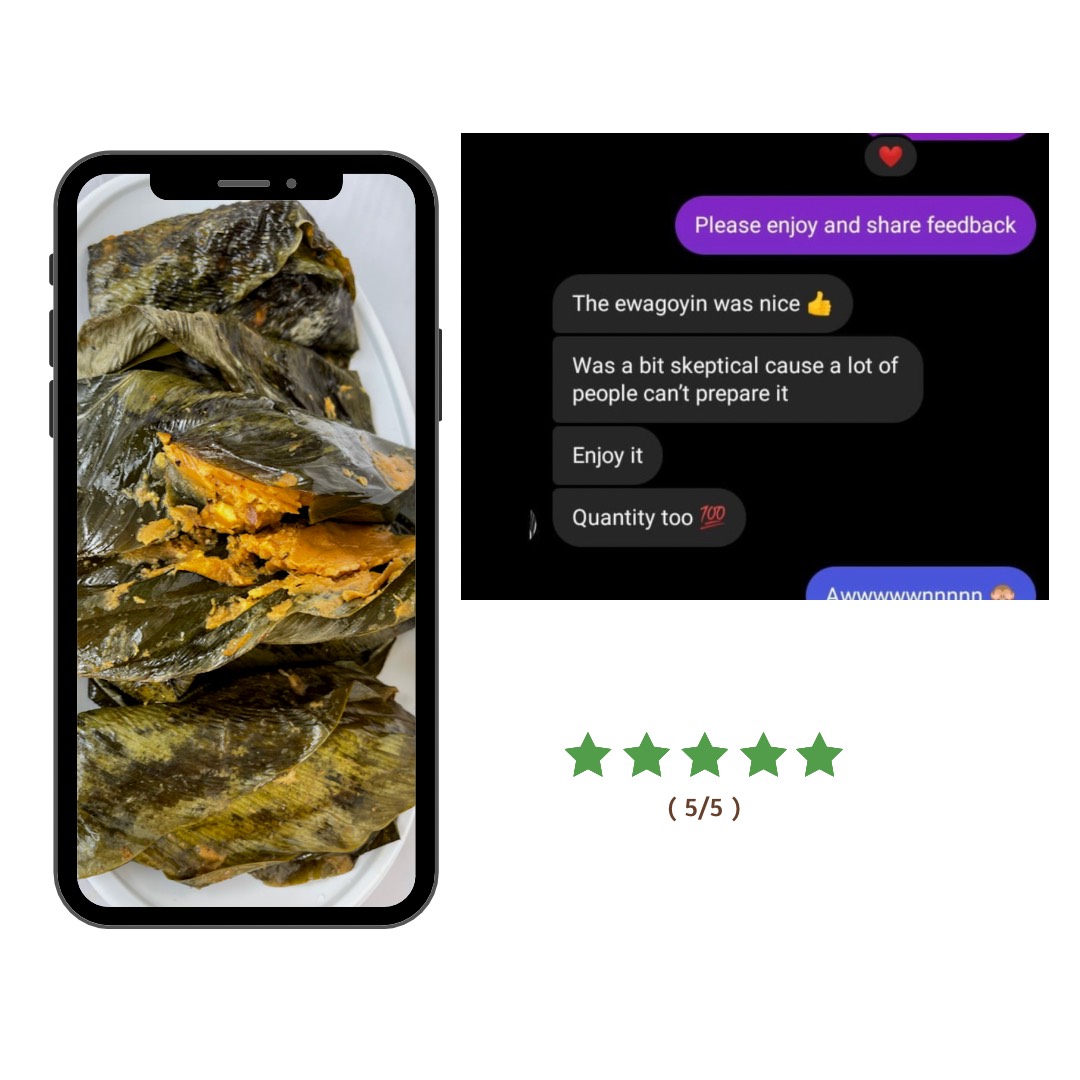 Please enjoy and share feedback
The ewagoyin was nice 👍
Was a bit skeptical cause a lot of
people can't prepare it
Enjoy it
Quantity too 💯
Awwwwwnnnnn 🙈
( 5/5 )